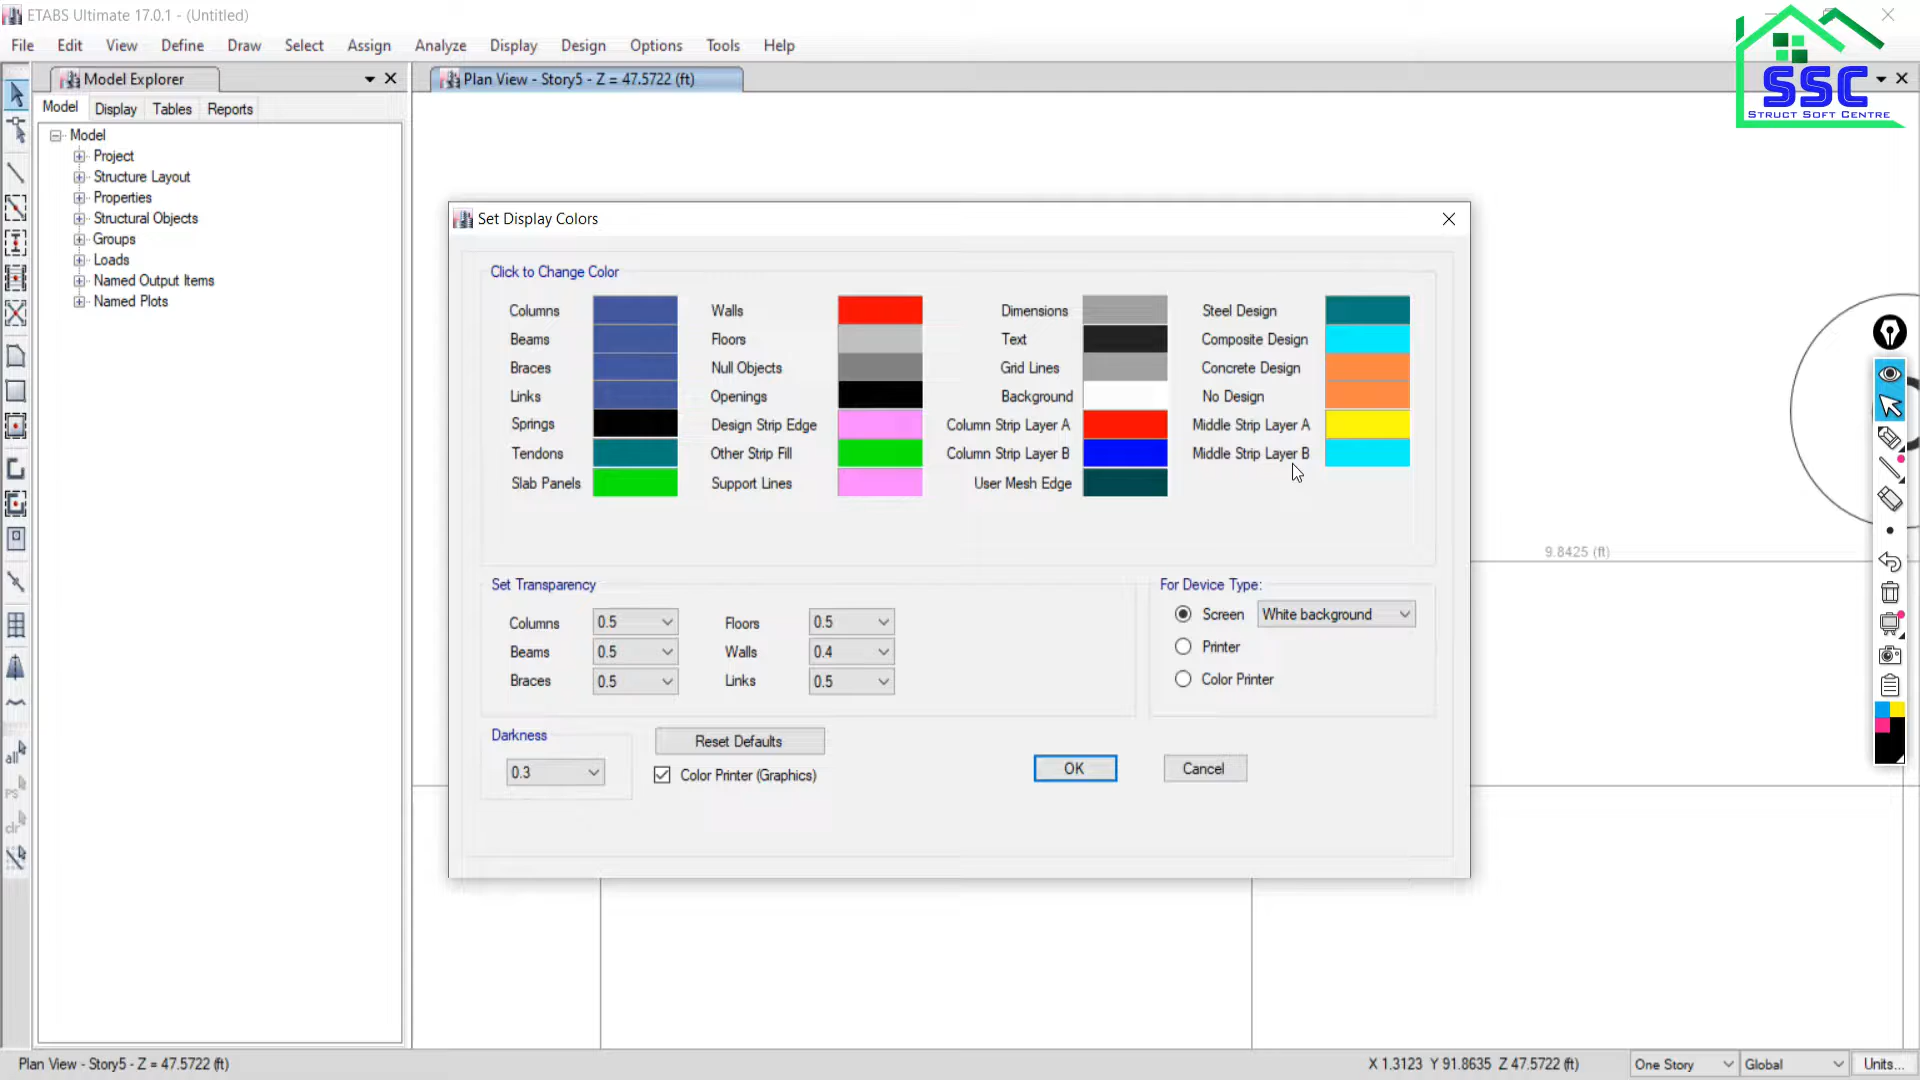 ETABS Ultimate 17.0.1 - (Untitled)
File Edit View Define Draw Select Assign Analyze Display Design Options Tools Help
SSC
STRUCT SOFT CENTRE
Model Explorer
Plan View - Story5 - Z = 47.5722 (ft)
Model Display Tables Reports
Model
Project
Structure Layout
Properties
Structural Objects
Groups
Loads
Named Output Items
Named Plots
Set Display Colors
Click to Change Color
Columns Walls Dimensions Steel Design
Beams Floors Text Composite Design
Braces Null Objects Grid Lines Concrete Design
Links Openings Background No Design
Springs Design Strip Edge Column Strip Layer A Middle Strip Layer A
Tendons Other Strip Fill Column Strip Layer B Middle Strip Layer B
Slab Panels Support Lines User Mesh Edge
9.8425 (ft)
Set Transparency For Device Type:
Columns 0.5 Floors 0.5 Screen White background
Beams 0.5 Walls 0.4 Printer
Braces 0.5 Links 0.5 Color Printer
Darkness Reset Defaults
0.3 Color Printer (Graphics) OK Cancel
all
ps
clr
Plan View - Story5 - Z = 47.5722 (ft) X 1.3123 Y 91.8635 Z 47.5722 (ft) One Story Global Units...